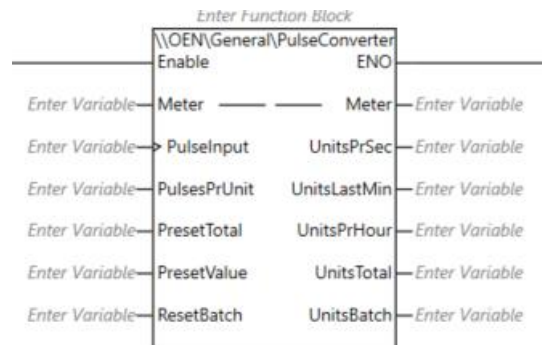 Enter Function Block
\\OEN\General\PulseConverter
Enable ENO
Enter Variable Meter Meter Enter Variable
Enter Variable > PulseInput UnitsPrSec Enter Variable
Enter Variable PulsesPrUnit UnitsLastMin Enter Variable
Enter Variable PresetTotal UnitsPrHour Enter Variable
Enter Variable PresetValue UnitsTotal Enter Variable
Enter Variable ResetBatch UnitsBatch Enter Variable